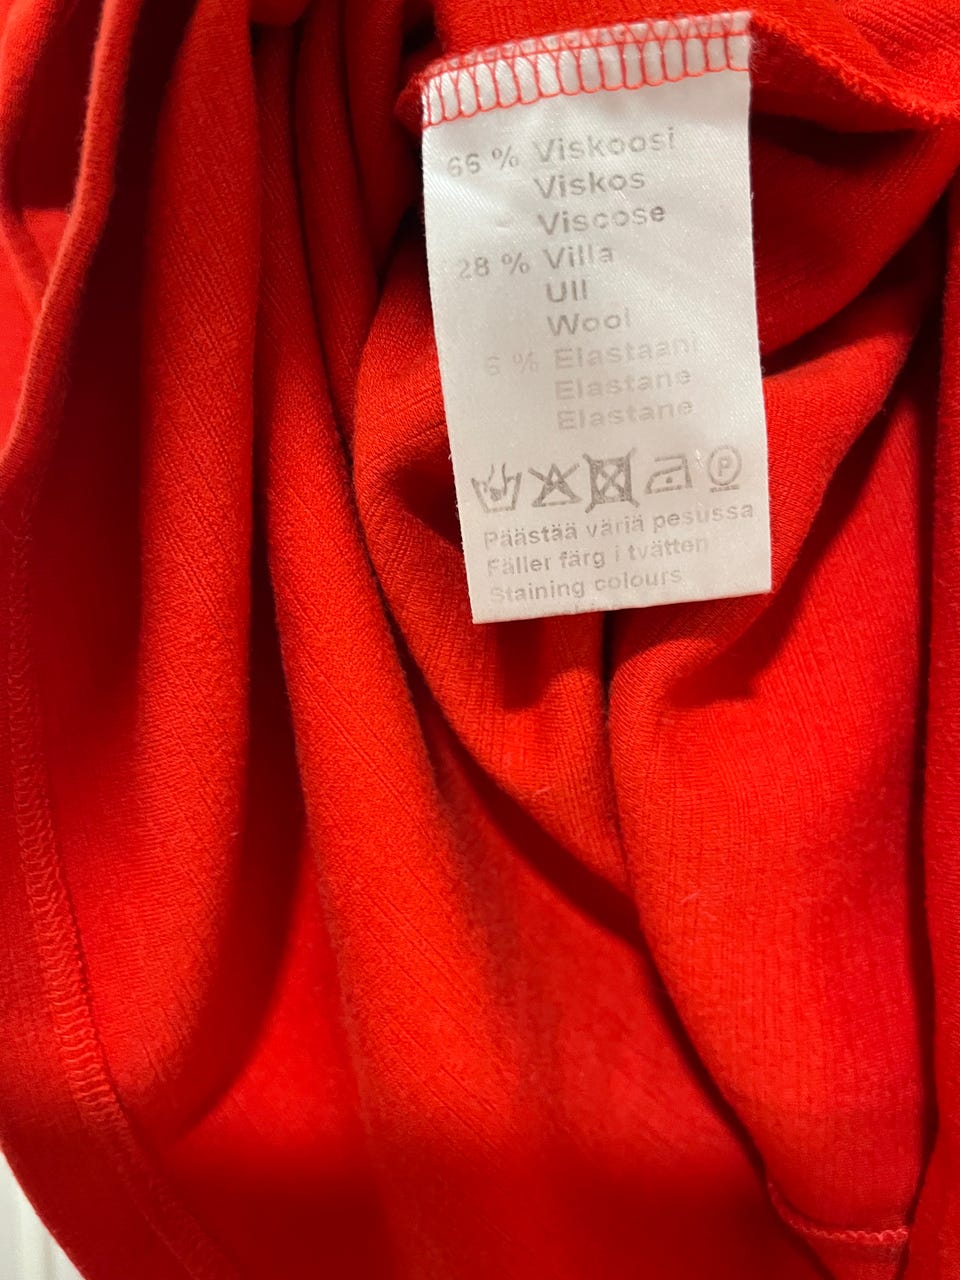 66 % Viskoosi
Viskos
Viscose
28 % Villa
Ull
Wool
6 % Elastaani
Elastane
Elastane
P
Päästää väriä pesussa
Fäller färg i tvätten
Staining colours